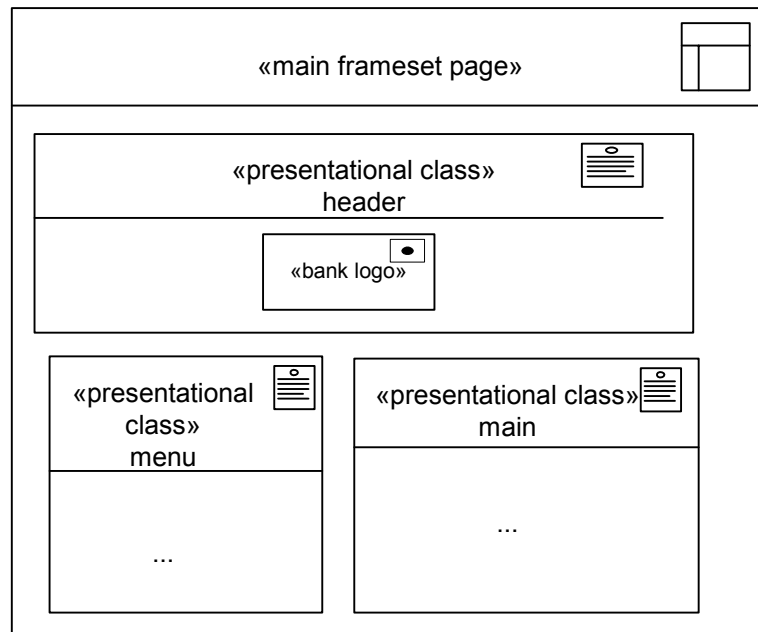 «main frameset page»
«presentational class»
header
«bank logo»
«presentational
class»
menu
...
«presentational class»
main
...